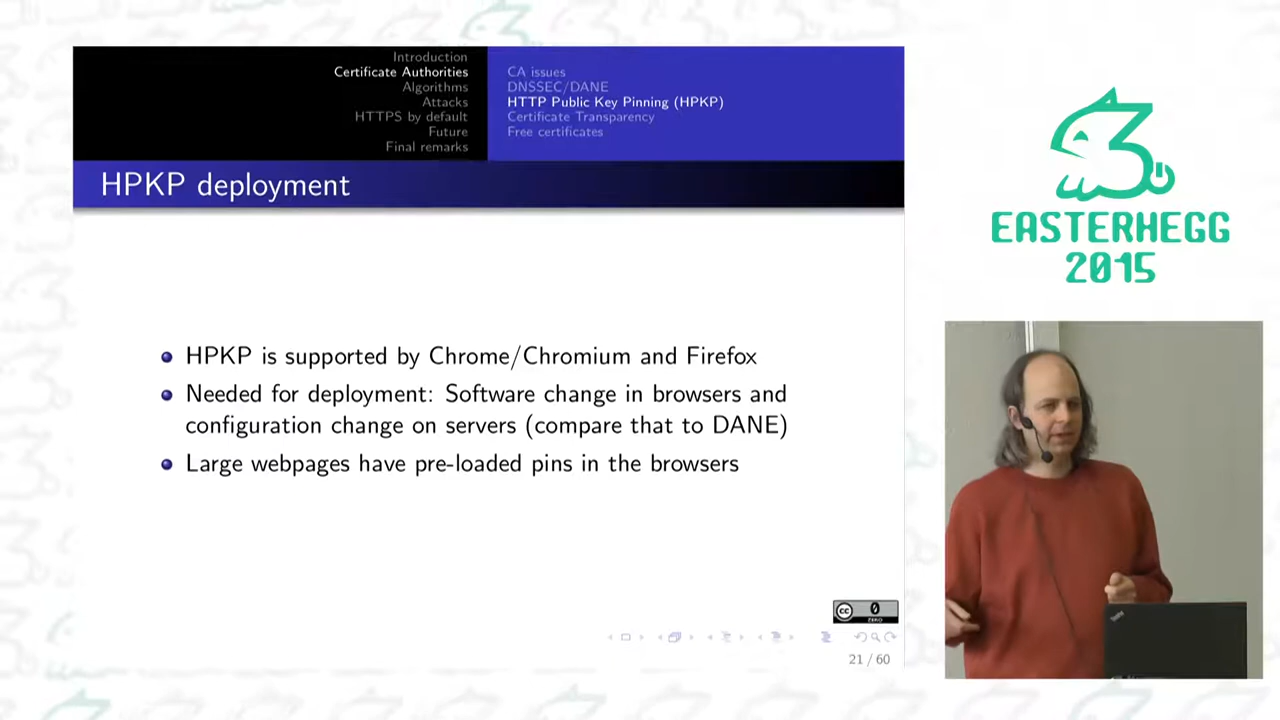 Introduction
Certificate Authorities
Algorithms
Attacks
HTTPS by default
Future
Final remarks
CA issues
DNSSEC/DANE
HTTP Public Key Pinning (HPKP)
Certificate Transparency
Free certificates
HPKP deployment
HPKP is supported by Chrome/Chromium and Firefox
Needed for deployment: Software change in browsers and
configuration change on servers (compare that to DANE)
Large webpages have pre-loaded pins in the browsers
cc 0
ZERO
21 / 60
EASTERHEGG
2015